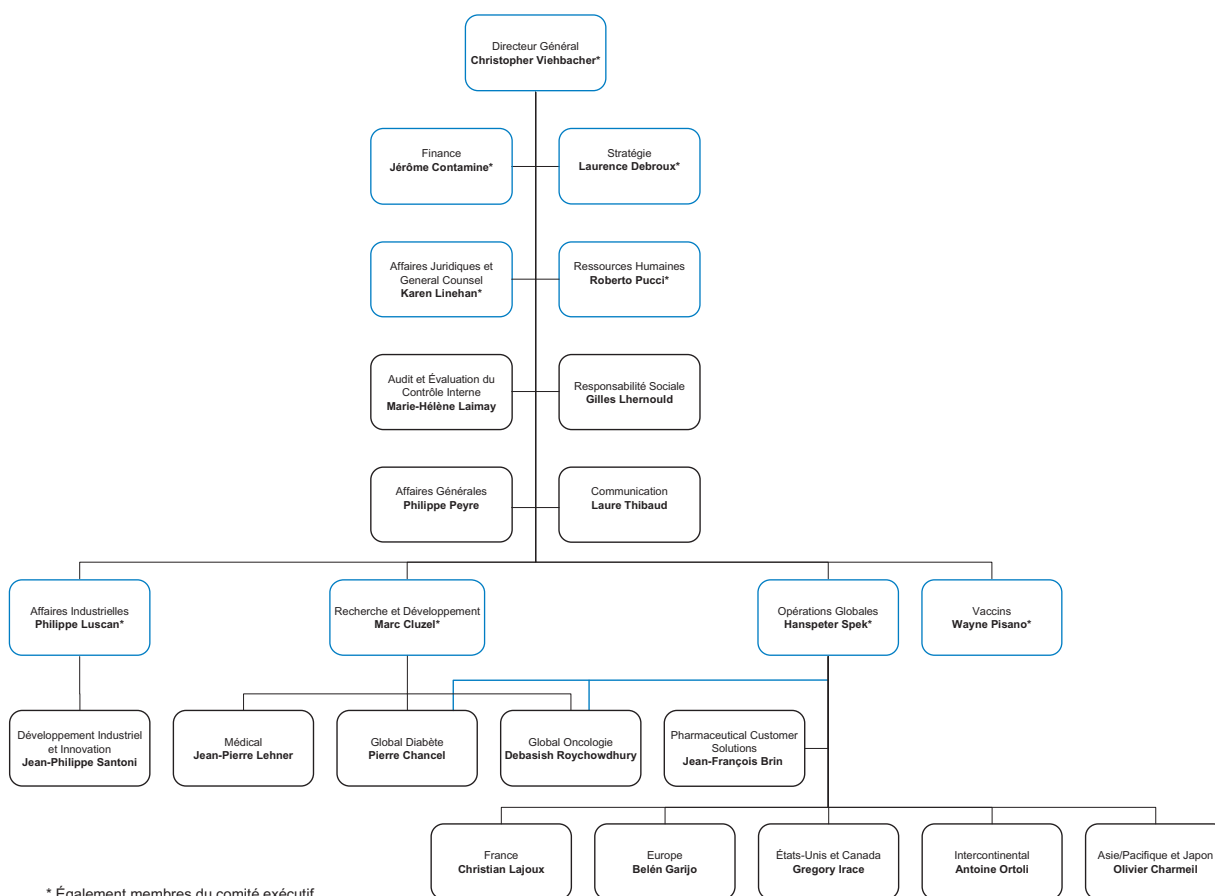 Directeur Général
Christopher Viehbacher*
Finance
Jérôme Contamine*
Stratégie
Laurence Debroux*
Affaires Juridiques et
General Counsel
Karen Linehan*
Ressources Humaines
Roberto Pucci*
Audit et Évaluation du
Contrôle Interne
Marie-Hélène Laimay
Responsabilité Sociale
Gilles Lhernould
Affaires Générales
Philippe Peyre
Communication
Laure Thibaud
Affaires Industrielles
Philippe Luscan*
Recherche et Développement
Marc Cluzel*
Opérations Globales
Hanspeter Spek*
Vaccins
Wayne Pisano*
Développement Industriel
et Innovation
Jean-Philippe Santoni
Médical
Jean-Pierre Lehner
Global Diabète
Pierre Chancel
Global Oncologie
Debasish Roychowdhury
Pharmaceutical Customer
Solutions
Jean-François Brin
France
Christian Lajoux
Europe
Belén Garijo
États-Unis et Canada
Gregory Irace
Intercontinental
Antoine Ortoli
Asie/Pacifique et Japon
Olivier Charmeil
* Également membres du comité exécutif